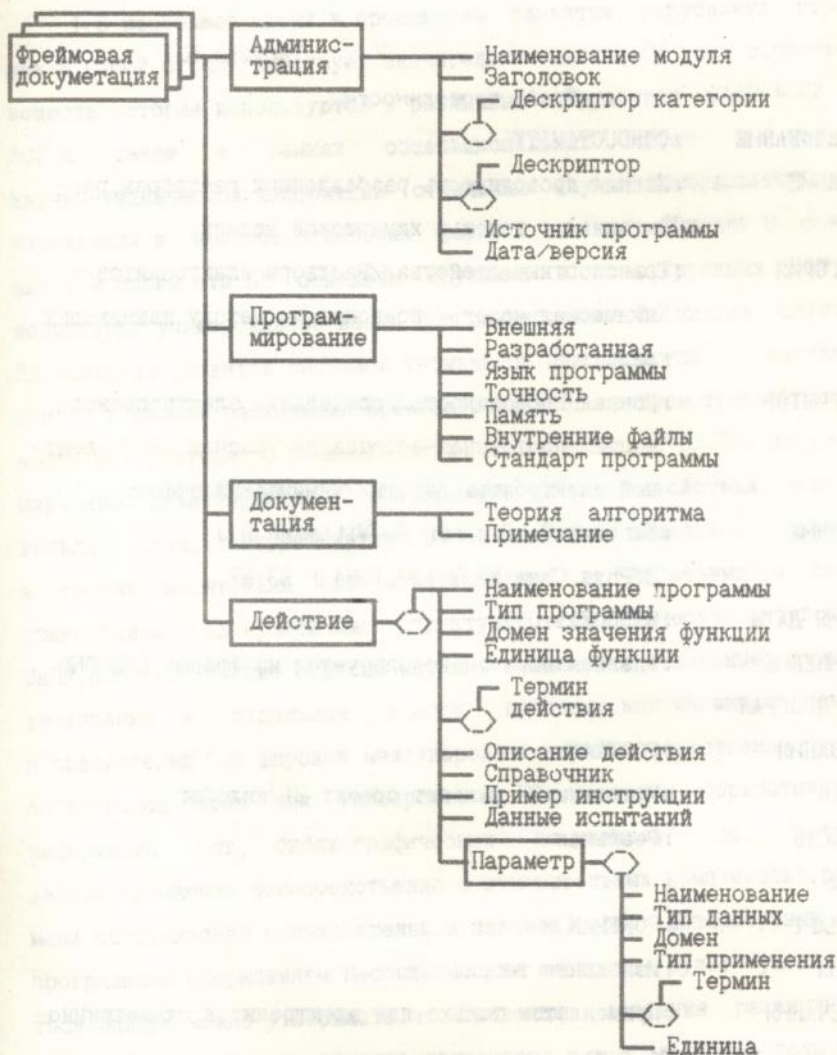 Фреймовая
докуметация
Админис-
трация
Наименование модуля
Заголовок
Дескриптор категории
Дескриптор
Источник программы
Дата/версия
Програм-
мирование
Внешняя
Разработанная
Язык программы
Точность
Память
Внутренние файлы
Стандарт программы
Докумен-
тация
Теория алгоритма
Примечание
Действие
Наименование программы
Тип программы
Домен значения функции
Единица функции
Термин
действия
Описание действия
Справочник
Пример инструкции
Данные испытаний
Параметр
Наименование
Тип данных
Домен
Тип применения
Термин
Единица